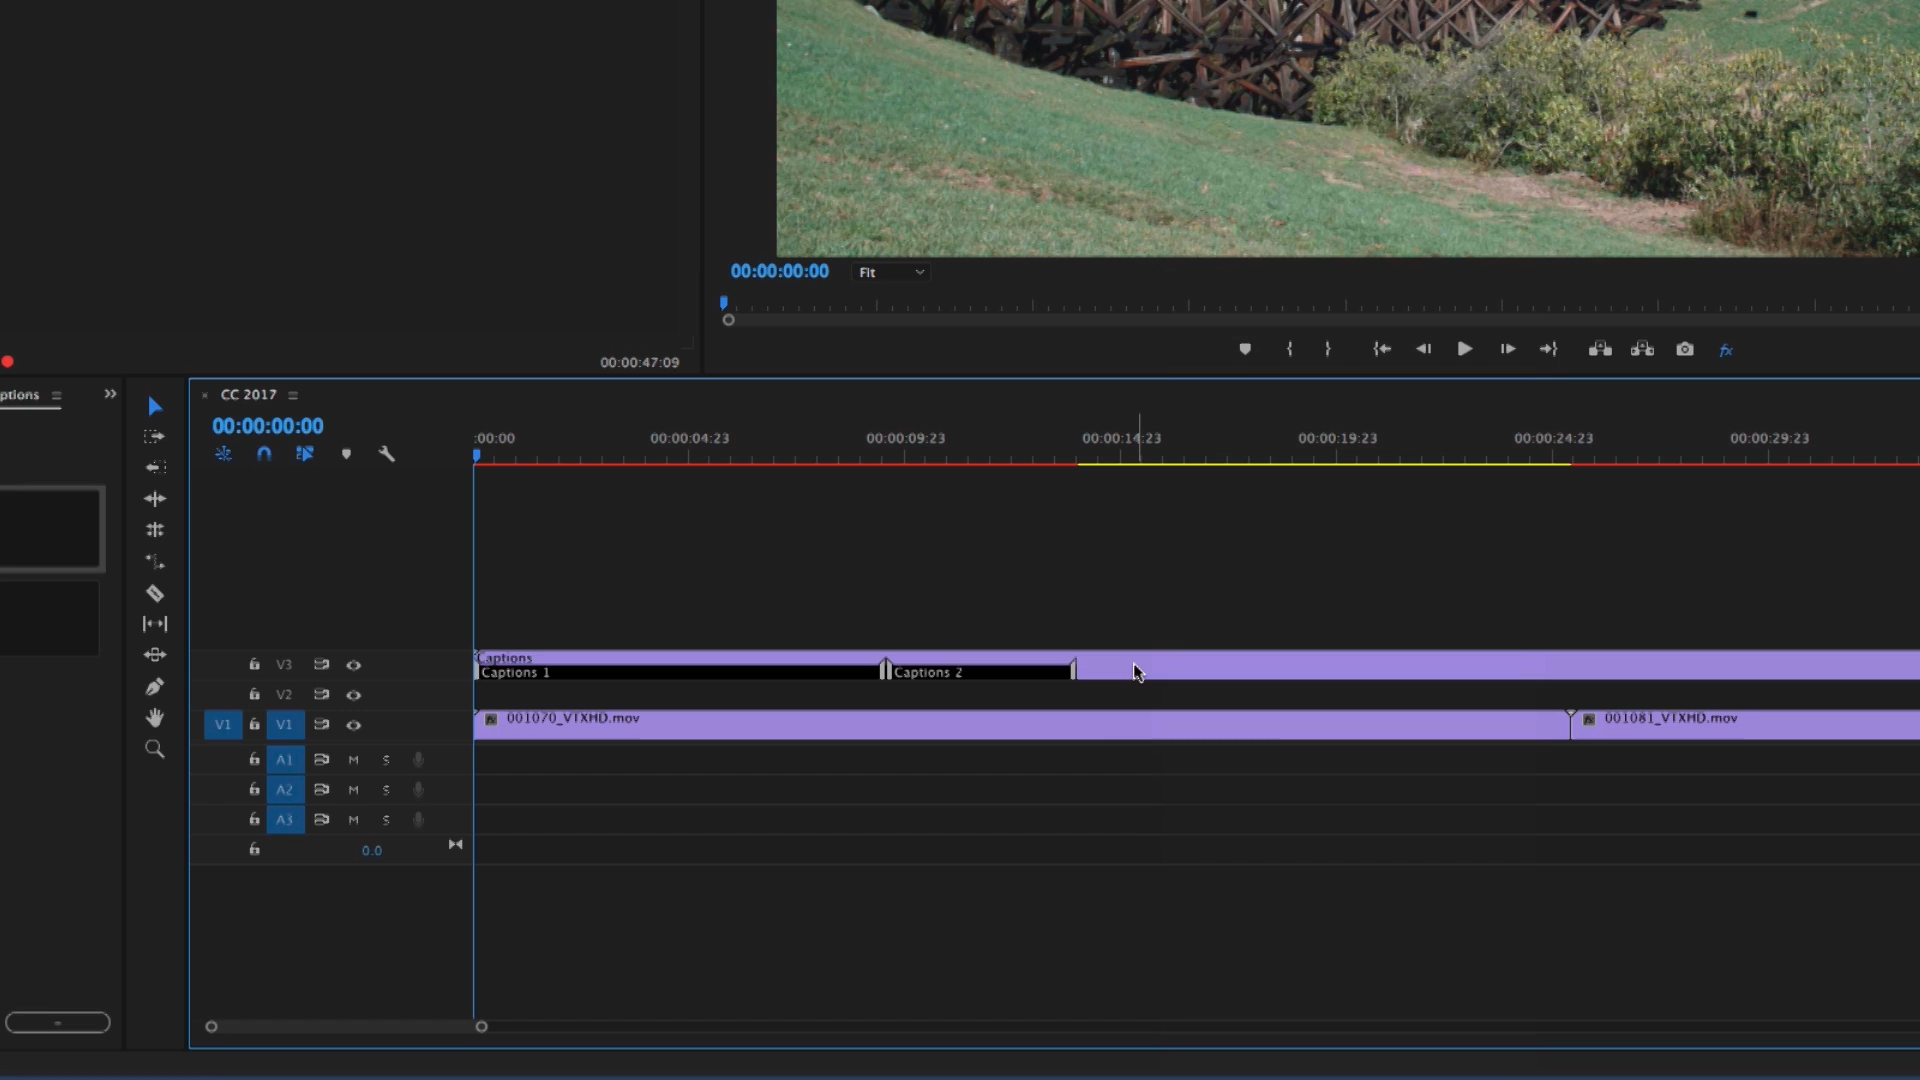 00:00:00:00 Fit
00:00:47:09
ptions
CC 2017
00:00:00:00
:00:00 00:00:04:23 00:00:09:23 00:00:14:23 00:00:19:23 00:00:24:23 00:00:29:23
fx
V3 Captions
Captions 1 Captions 2
V2
V1 V1 001070_VTXHD.mov 001081_VTXHD.mov
A1 M S
A2 M S
A3 M S
0.0